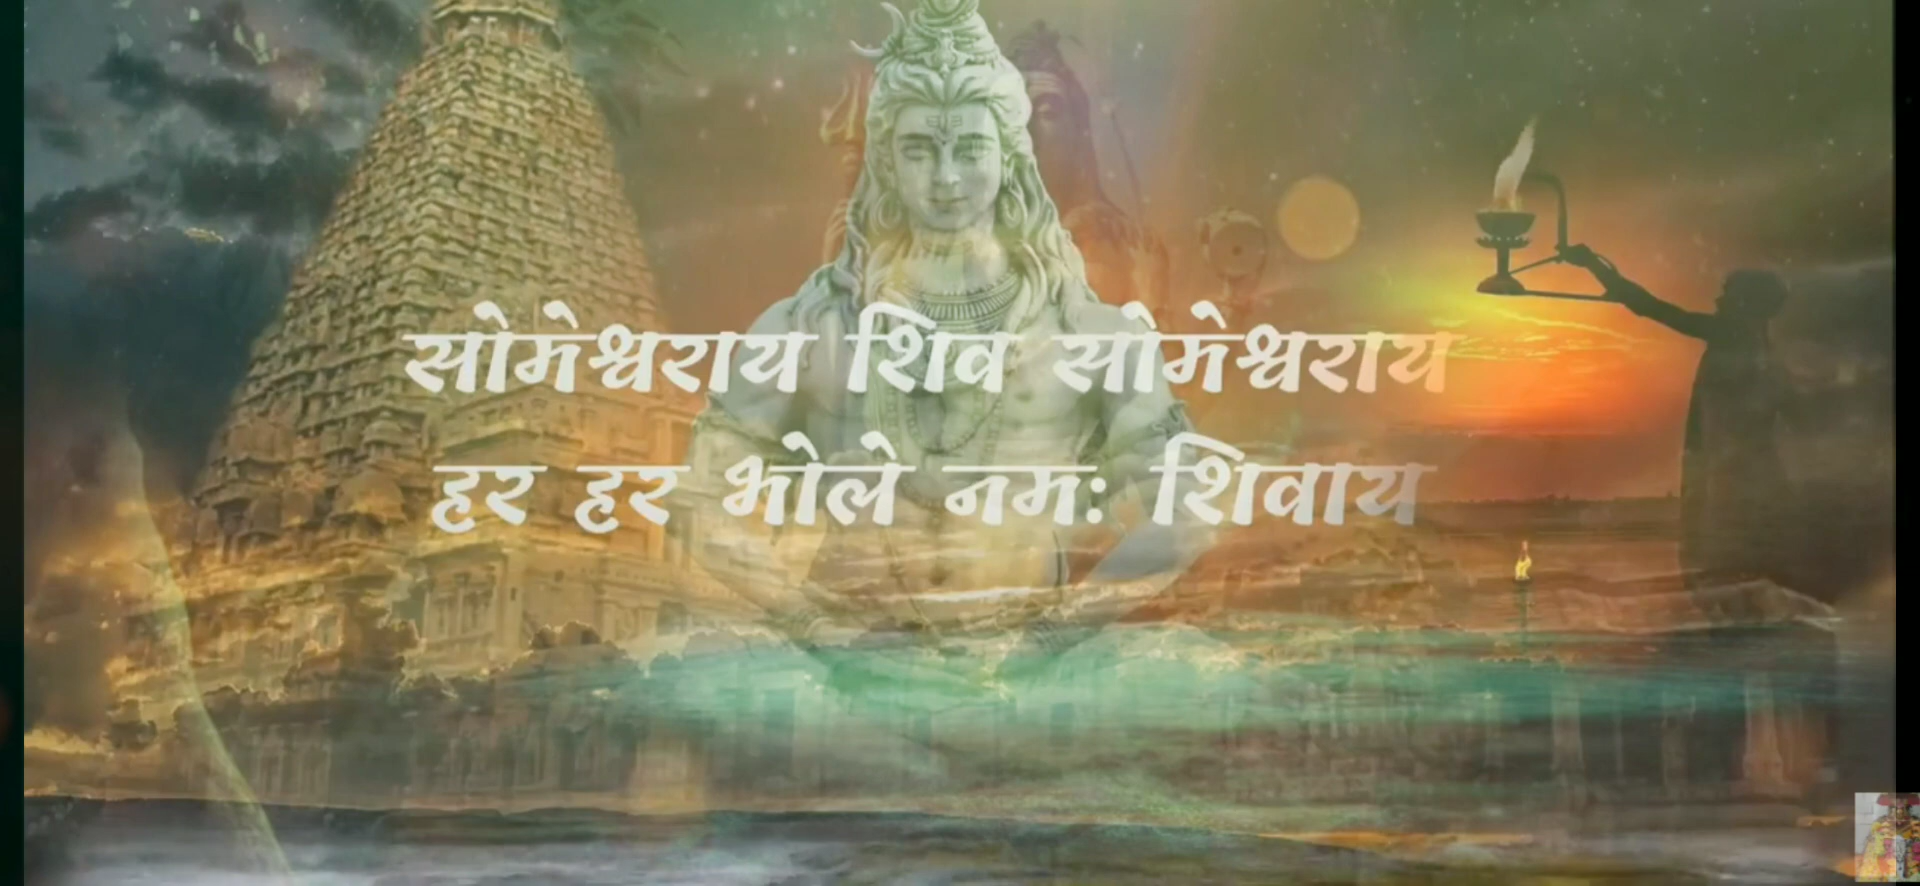 सोमेश्वराय शिव सोमेश्वराय
हर हर भोले नमः शिवाय